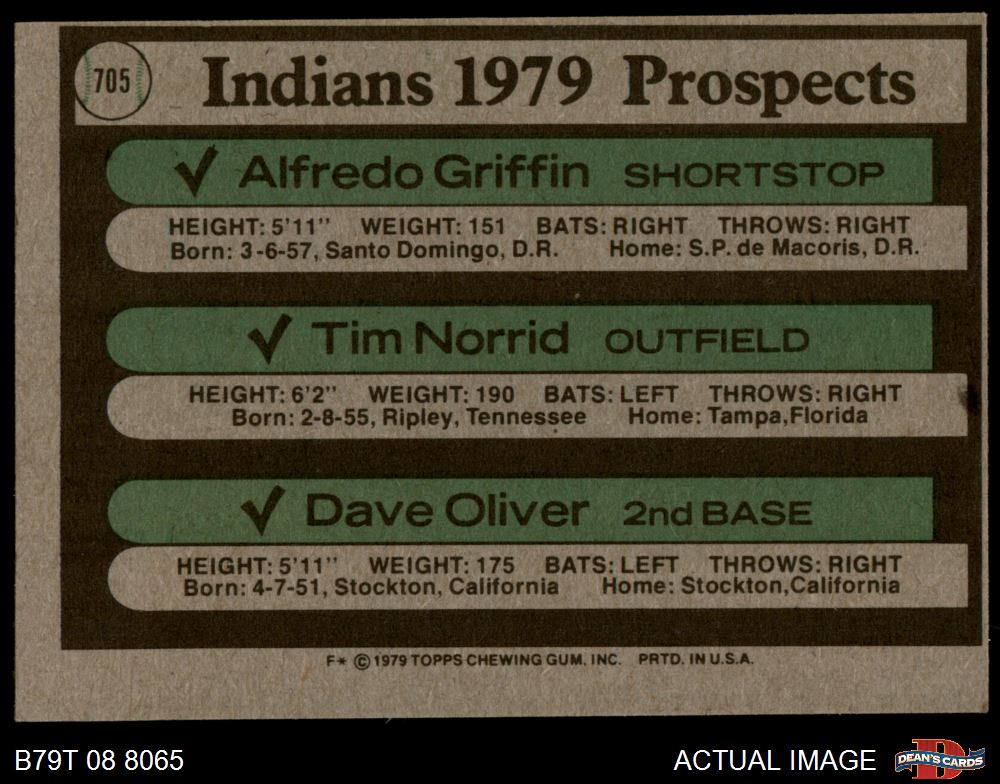 705
Indians 1979 Prospects
✓ Alfredo Griffin SHORTSTOP
HEIGHT: 5'11" WEIGHT: 151 BATS: RIGHT THROWS: RIGHT
Born: 3-6-57, Santo Domingo, D.R. Home: S.P. de Macoris, D.R.
✓ Tim Norrid OUTFIELD
HEIGHT: 6'2" WEIGHT: 190 BATS: LEFT THROWS: RIGHT
Born: 2-8-55, Ripley, Tennessee Home: Tampa,Florida
✓ Dave Oliver 2nd BASE
HEIGHT: 5'11" WEIGHT: 175 BATS: LEFT THROWS: RIGHT
Born: 4-7-51, Stockton, California Home: Stockton,California
F* © 1979 TOPPS CHEWING GUM, INC. PRTD. IN U.S.A.
B79T 08 8065
ACTUAL IMAGE
D
DEAN'S CARDS